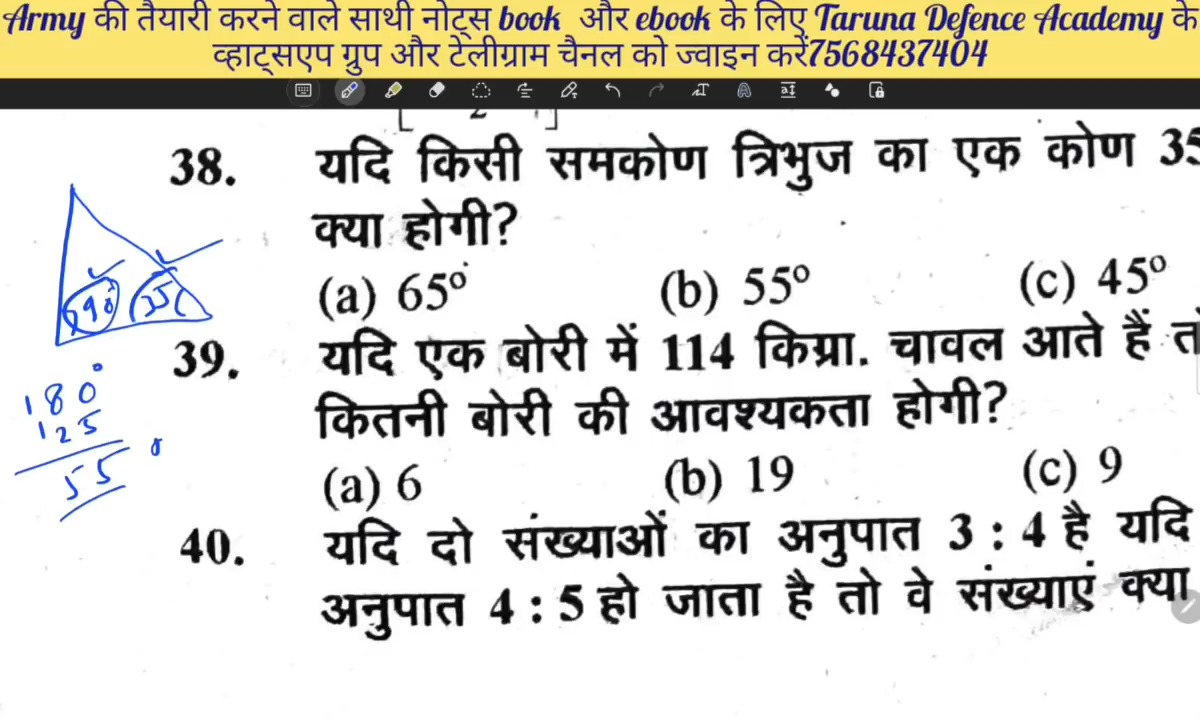 Army की तैयारी करने वाले साथी नोट्स book और ebook के लिए Taruna Defence Academy के
व्हाट्सएप ग्रुप और टेलीग्राम चैनल को ज्वाइन करें7568437404
38. यदि किसी समकोण त्रिभुज का एक कोण 35
क्या होगी?
(a) 65° (b) 55° (c) 45°
90° 35
39. यदि एक बोरी में 114 किग्रा. चावल आते हैं
कितनी बोरी की आवश्यकता होगी?
(a) 6 (b) 19 (c) 9
180°
125
55°
40. यदि दो संख्याओं का अनुपात 3 : 4 है यदि
अनुपात 4 : 5 हो जाता है तो वे संख्याएं क्या